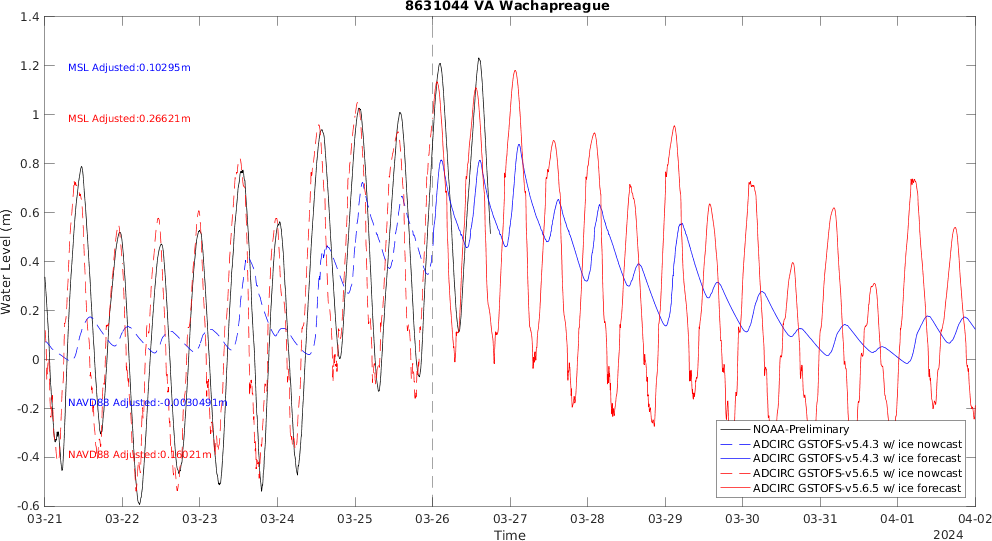 8631044 VA Wachapreague
1.4
1.2
1
0.8
0.6
0.4
0.2
0
-0.2
-0.4
-0.6
Water Level (m)
MSL Adjusted:0.10295m
MSL Adjusted:0.26621m
NAVD88 Adjusted:-0.0030491m
NAVD88 Adjusted:0.16021m
NOAA-Preliminary
ADCIRC GSTOFS-v5.4.3 w/ ice nowcast
ADCIRC GSTOFS-v5.4.3 w/ ice forecast
ADCIRC GSTOFS-v5.6.5 w/ ice nowcast
ADCIRC GSTOFS-v5.6.5 w/ ice forecast
03-21 03-22 03-23 03-24 03-25 03-26 03-27 03-28 03-29 03-30 03-31 04-01 04-02
Time
2024